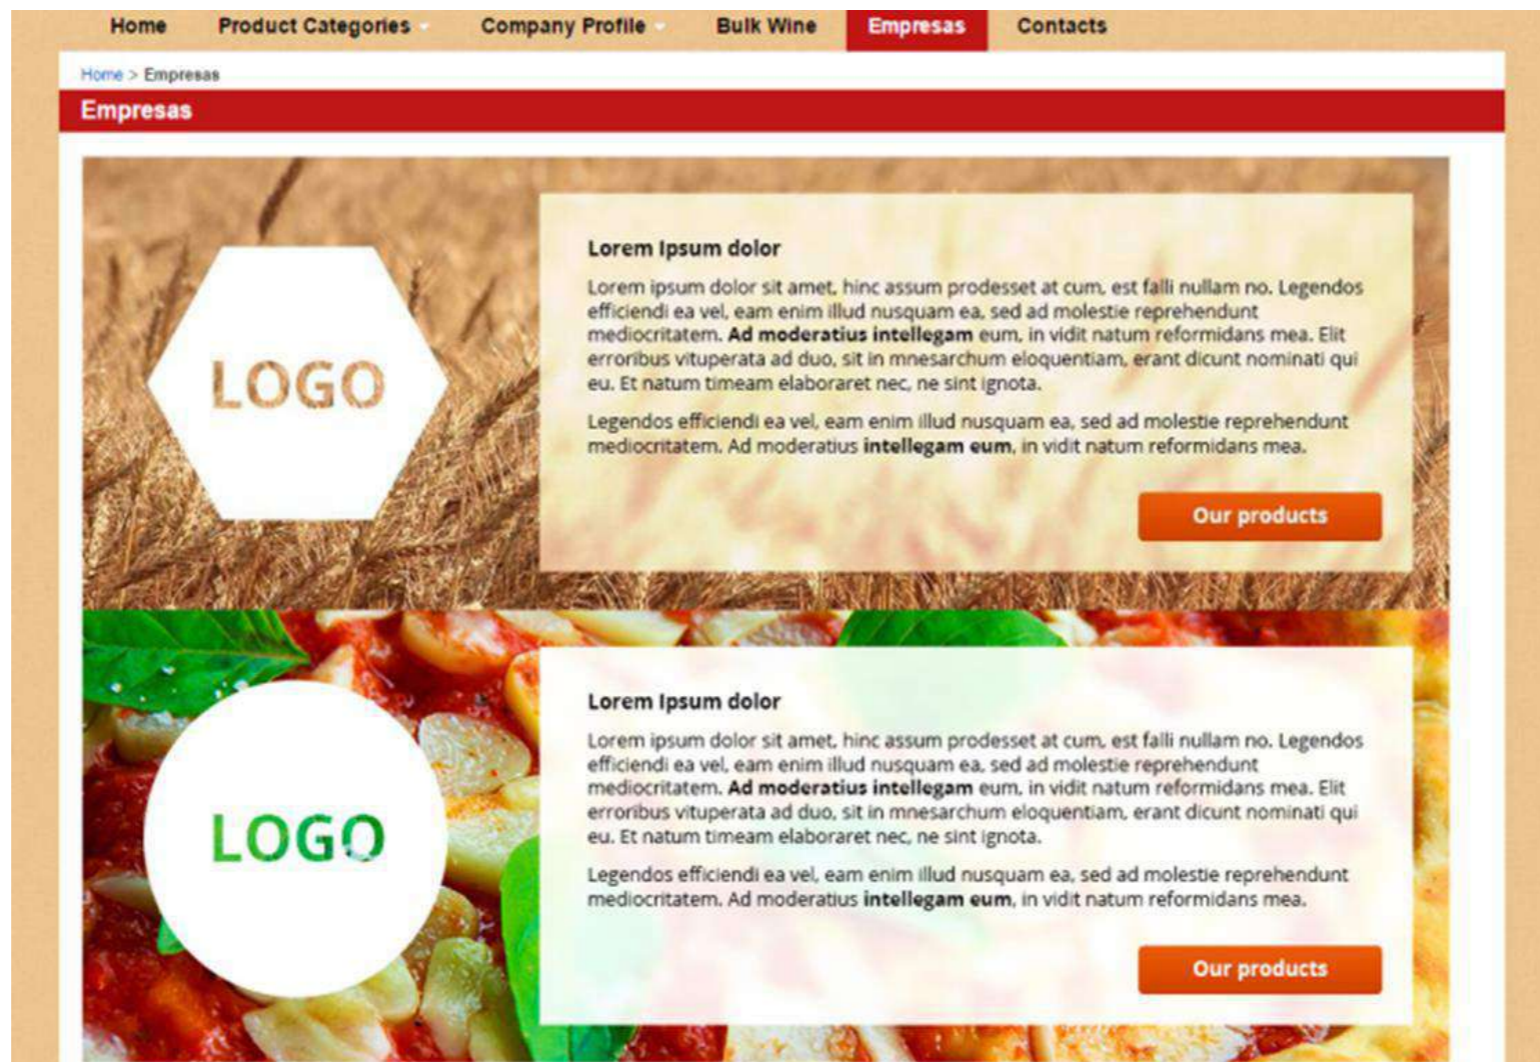 Home Product Categories Company Profile Bulk Wine Empresas Contacts
Home > Empresas
Empresas
LOGO
Lorem Ipsum dolor
Lorem ipsum dolor sit amet, hinc assum prodesset at cum, est falli nullam no. Legendos
efficiendi ea vel, eam enim illud nusquam ea, sed ad molestie reprehendunt
mediocritatem. Ad moderatius intellegam eum, in vidit natum reformidans mea. Elit
erroribus vituperata ad duo, sit in mnesarchum eloquentiam, erant dicunt nominati qui
eu. Et natum timeam elaboraret nec, ne sint ignota.
Legendos efficiendi ea vel, eam enim illud nusquam ea, sed ad molestie reprehendunt
mediocritatem. Ad moderatius intellegam eum, in vidit natum reformidans mea.
Our products
LOGO
Lorem Ipsum dolor
Lorem ipsum dolor sit amet, hinc assum prodesset at cum, est falli nullam no. Legendos
efficiendi ea vel, eam enim illud nusquam ea, sed ad molestie reprehendunt
mediocritatem. Ad moderatius intellegam eum, in vidit natum reformidans mea. Elit
erroribus vituperata ad duo, sit in mnesarchum eloquentiam, erant dicunt nominati qui
eu. Et natum timeam elaboraret nec, ne sint ignota.
Legendos efficiendi ea vel, eam enim illud nusquam ea, sed ad molestie reprehendunt
mediocritatem. Ad moderatius intellegam eum, in vidit natum reformidans mea.
Our products